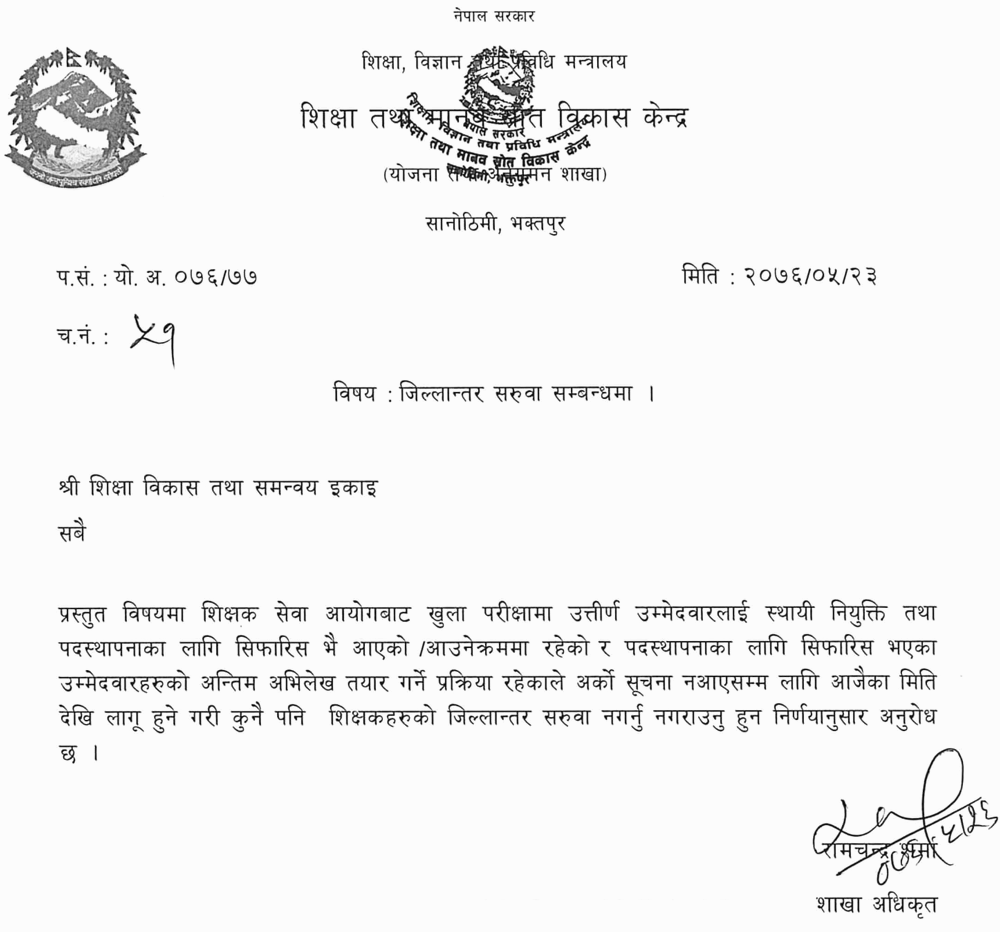 नेपाल सरकार
शिक्षा, विज्ञान तथा प्रविधि मन्त्रालय
शिक्षा तथा मानव स्रोत विकास केन्द्र
(योजना तथा अनुगमन शाखा)
सानोठिमी, भक्तपुर
नेपाल सरकार
शिक्षा, विज्ञान तथा प्रविधि मन्त्रालय
शिक्षा तथा मानव स्रोत विकास केन्द्र
सानोठिमी, भक्तपुर
प.सं. : यो. अ. ०७६/७७
मिति : २०७६/०५/२३
च.नं. : ५१
विषय : जिल्लान्तर सरुवा सम्बन्धमा ।
श्री शिक्षा विकास तथा समन्वय इकाइ
सबै
प्रस्तुत विषयमा शिक्षक सेवा आयोगबाट खुला परीक्षामा उत्तीर्ण उम्मेदवारलाई स्थायी नियुक्ति तथा
पदस्थापनाका लागि सिफारिस भै आएको /आउनेक्रममा रहेको र पदस्थापनाका लागि सिफारिस भएका
उम्मेदवारहरुको अन्तिम अभिलेख तयार गर्ने प्रक्रिया रहेकाले अर्को सूचना नआएसम्म लागि आजैका मिति
देखि लागू हुने गरी कुनै पनि शिक्षकहरुको जिल्लान्तर सरुवा नगर्नु नगराउनु हुन निर्णयानुसार अनुरोध
छ ।
रामचन्द्र शर्मा
शाखा अधिकृत